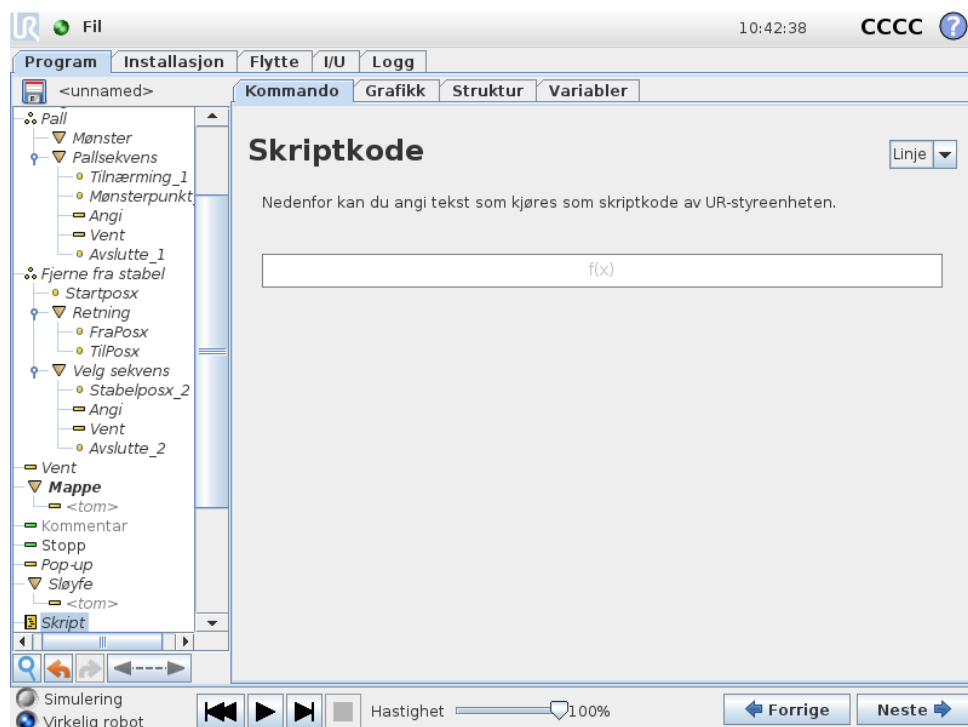 UR Fil 10:42:38 CCCC ?
Program Installasjon Flytte I/U Logg
<unnamed> Kommando Grafikk Struktur Variabler
Pall
Mønster
Pallsekvens
Tilnærming_1
Mønsterpunkt
Angi
Vent
Avslutte_1
Fjerne fra stabel
Startposx
Retning
FraPosx
TilPosx
Velg sekvens
Stabelposx_2
Angi
Vent
Avslutte_2
Vent
Mappe
<tom>
Kommentar
Stopp
Pop-up
Sløyfe
<tom>
Skript
Skriptkode
Linje
Nedenfor kan du angi tekst som kjøres som skriptkode av UR-styreenheten.
f(x)
Simulering
Virkelig robot
Hastighet 100%
Forrige Neste